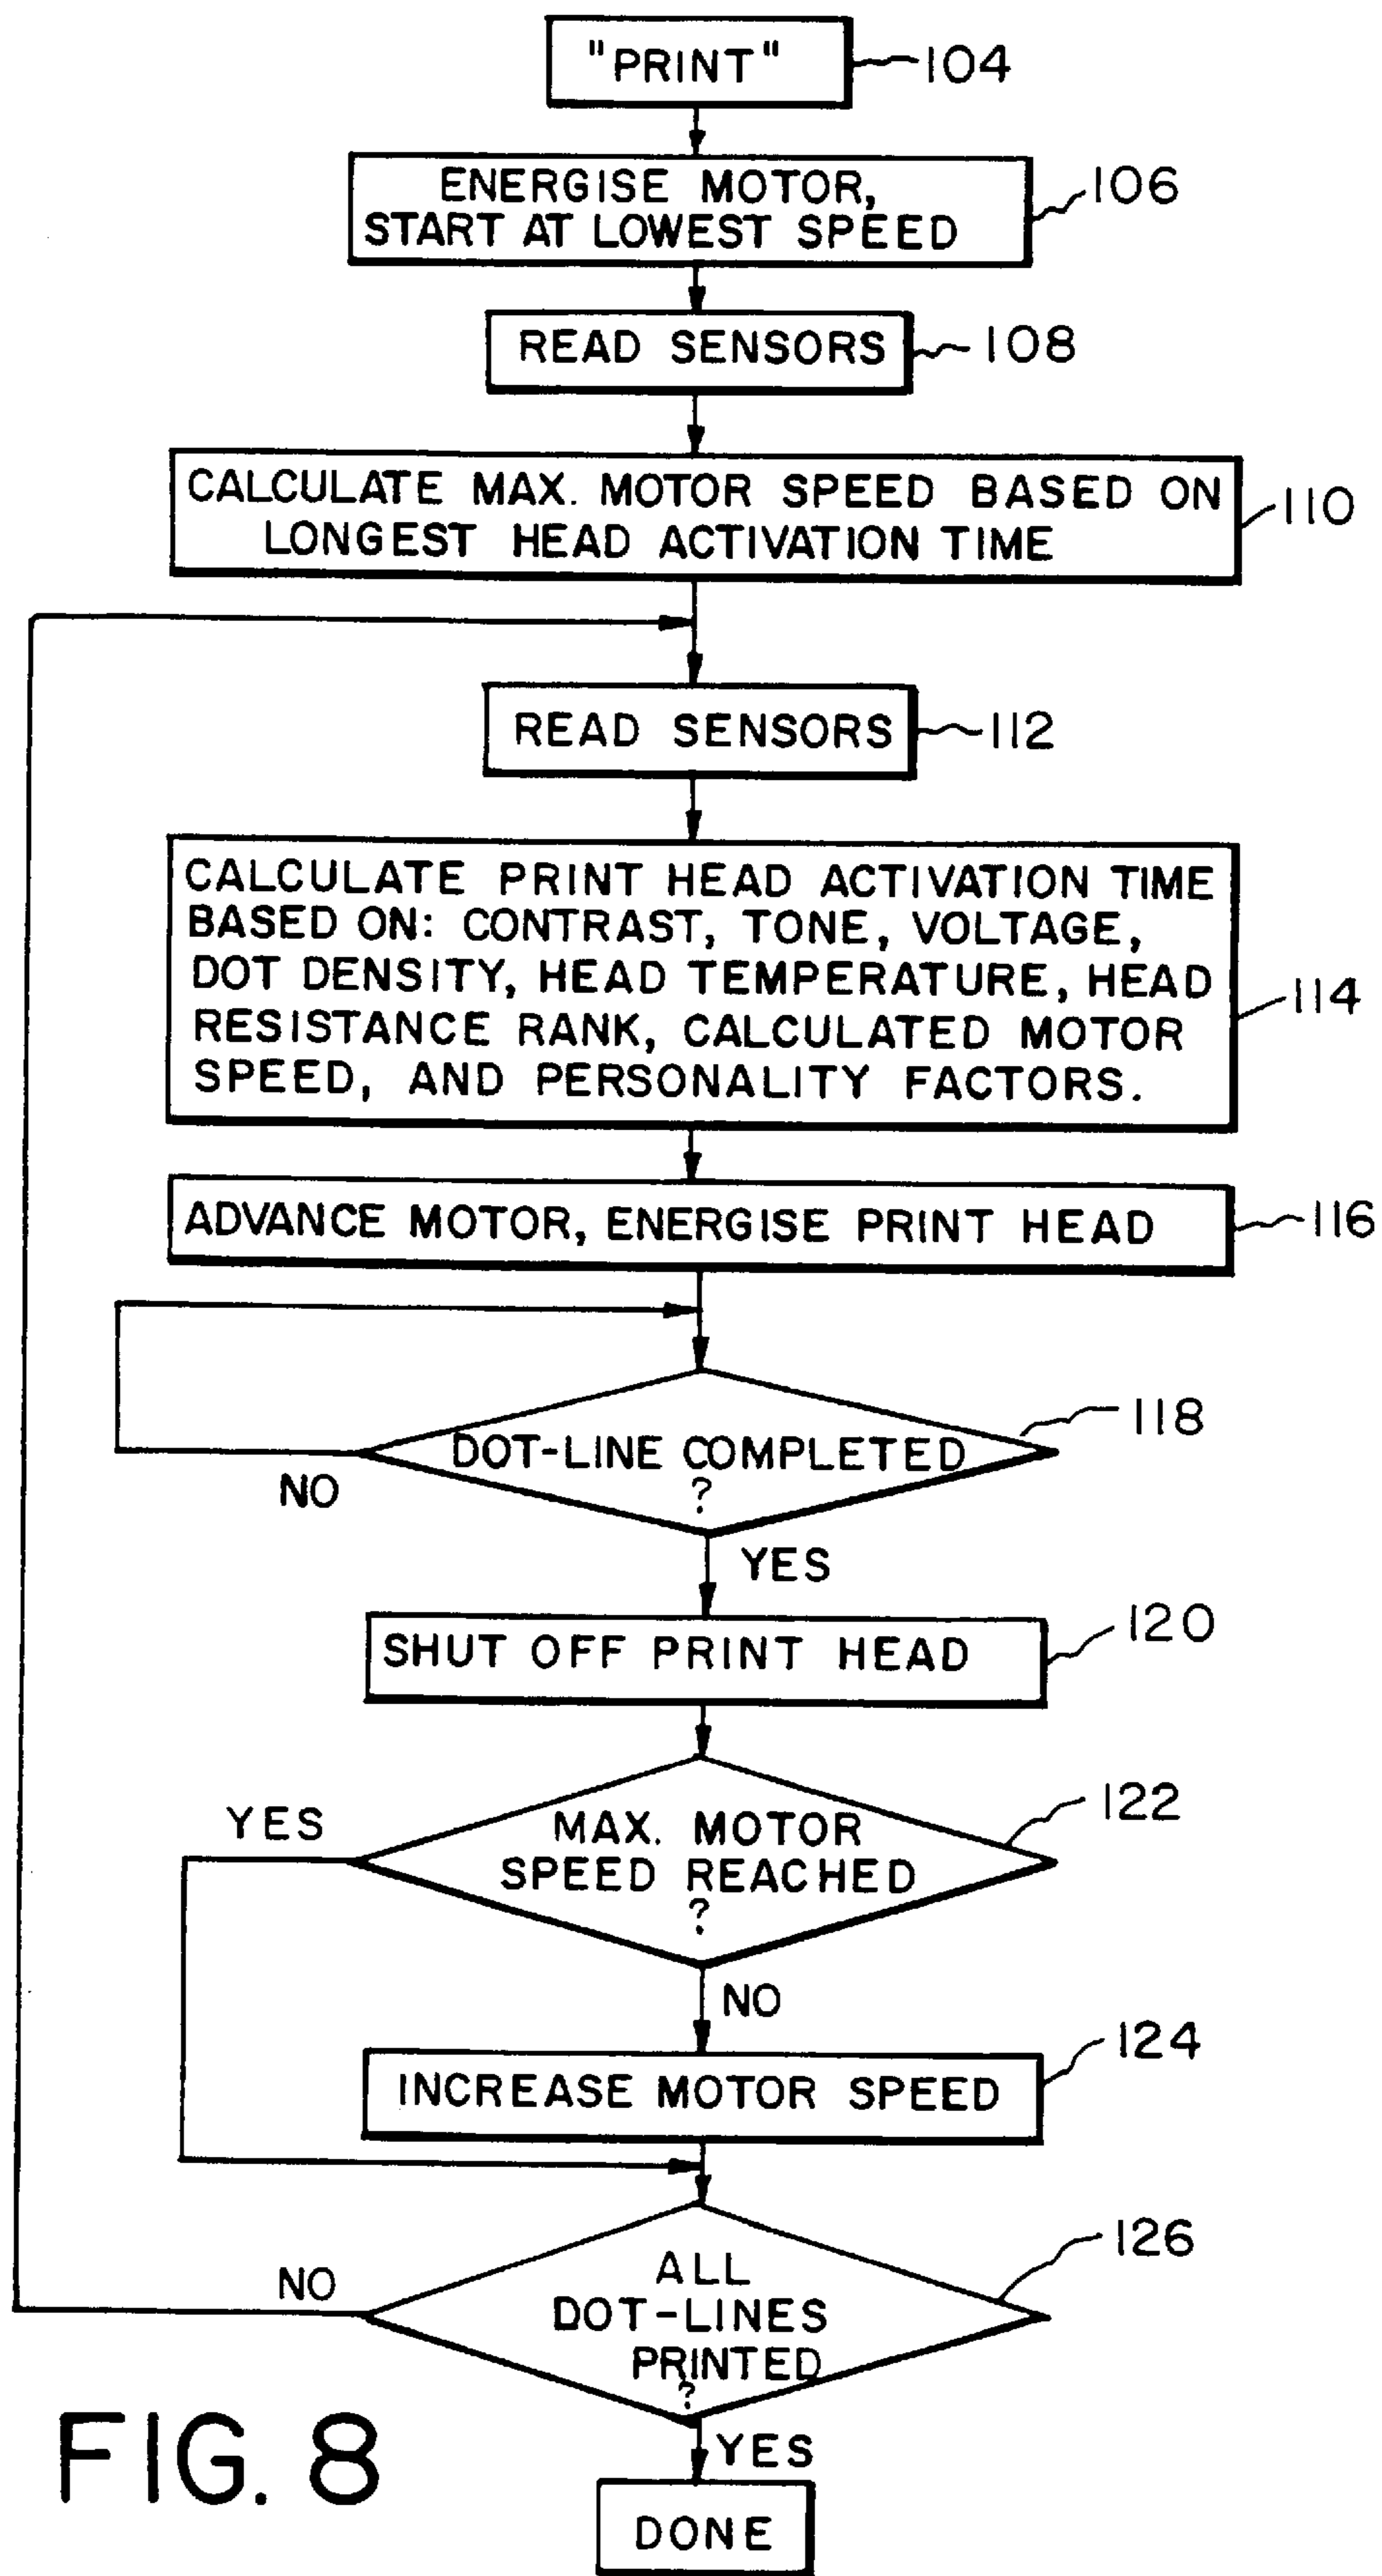 "PRINT"
104
ENERGISE MOTOR,
START AT LOWEST SPEED
106
READ SENSORS
108
CALCULATE MAX. MOTOR SPEED BASED ON
LONGEST HEAD ACTIVATION TIME
110
READ SENSORS
112
CALCULATE PRINT HEAD ACTIVATION TIME
BASED ON: CONTRAST, TONE, VOLTAGE,
DOT DENSITY, HEAD TEMPERATURE, HEAD
RESISTANCE RANK, CALCULATED MOTOR
SPEED, AND PERSONALITY FACTORS.
114
ADVANCE MOTOR, ENERGISE PRINT HEAD
116
DOT-LINE COMPLETED
?
118
NO
YES
SHUT OFF PRINT HEAD
120
MAX. MOTOR
SPEED REACHED
?
122
YES
NO
INCREASE MOTOR SPEED
124
ALL
DOT-LINES
PRINTED
?
126
NO
YES
DONE
FIG. 8